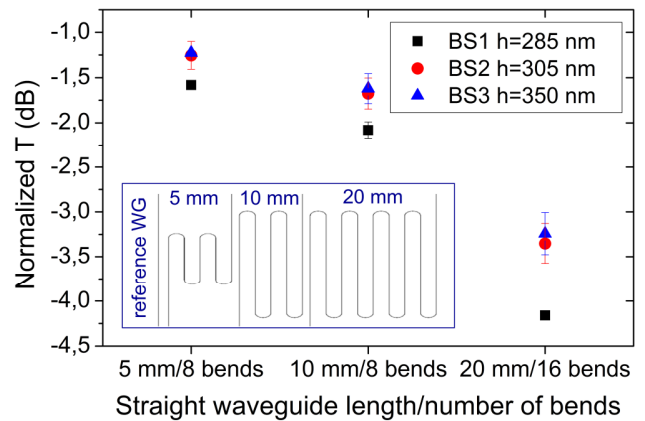 -1,0
-1,5
-2,0
-2,5
-3,0
-3,5
-4,0
-4,5
Normalized T (dB)
BS1 h=285 nm
BS2 h=305 nm
BS3 h=350 nm
reference WG
5 mm
10 mm
20 mm
5 mm/8 bends
10 mm/8 bends
20 mm/16 bends
Straight waveguide length/number of bends